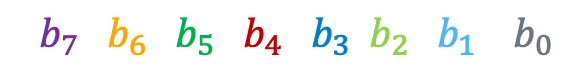 b₇ b₆ b₅ b₄ b₃ b₂ b₁ b₀